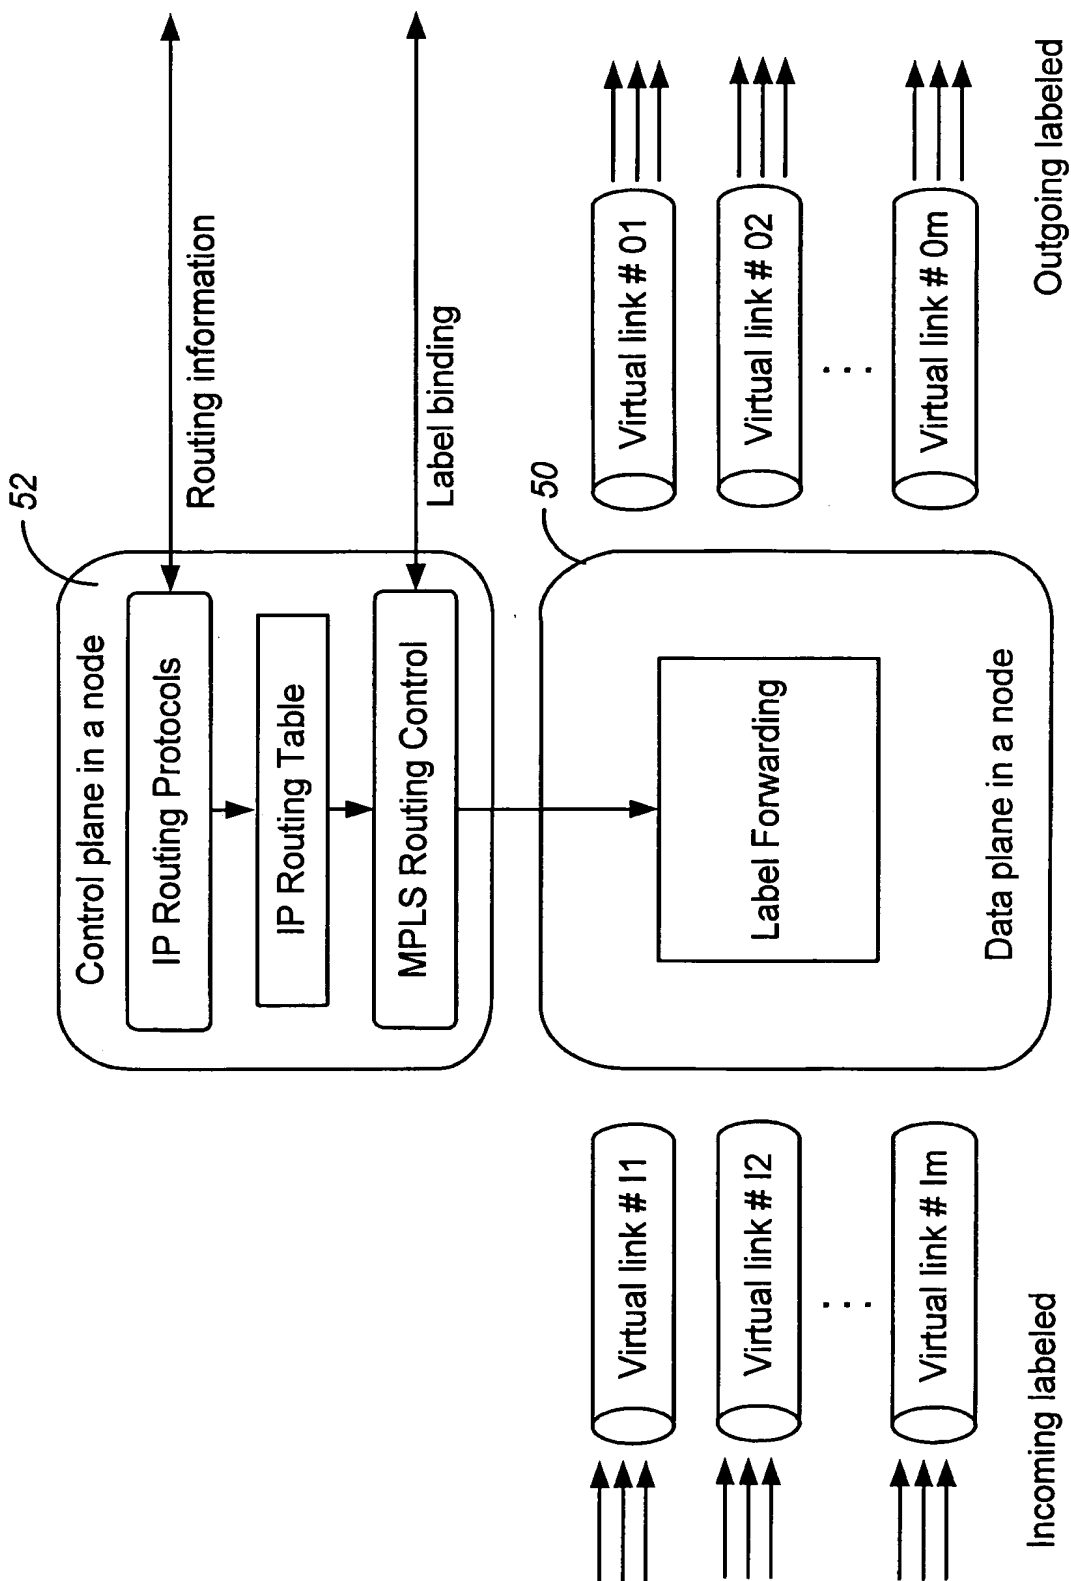 52
Control plane in a node
IP Routing Protocols
IP Routing Table
MPLS Routing Control
Routing information
Label binding
50
Label Forwarding
Data plane in a node
Virtual link # I1
Virtual link # I2
. . .
Virtual link # Im
Incoming labeled
Virtual link # 01
Virtual link # 02
. . .
Virtual link # 0m
Outgoing labeled